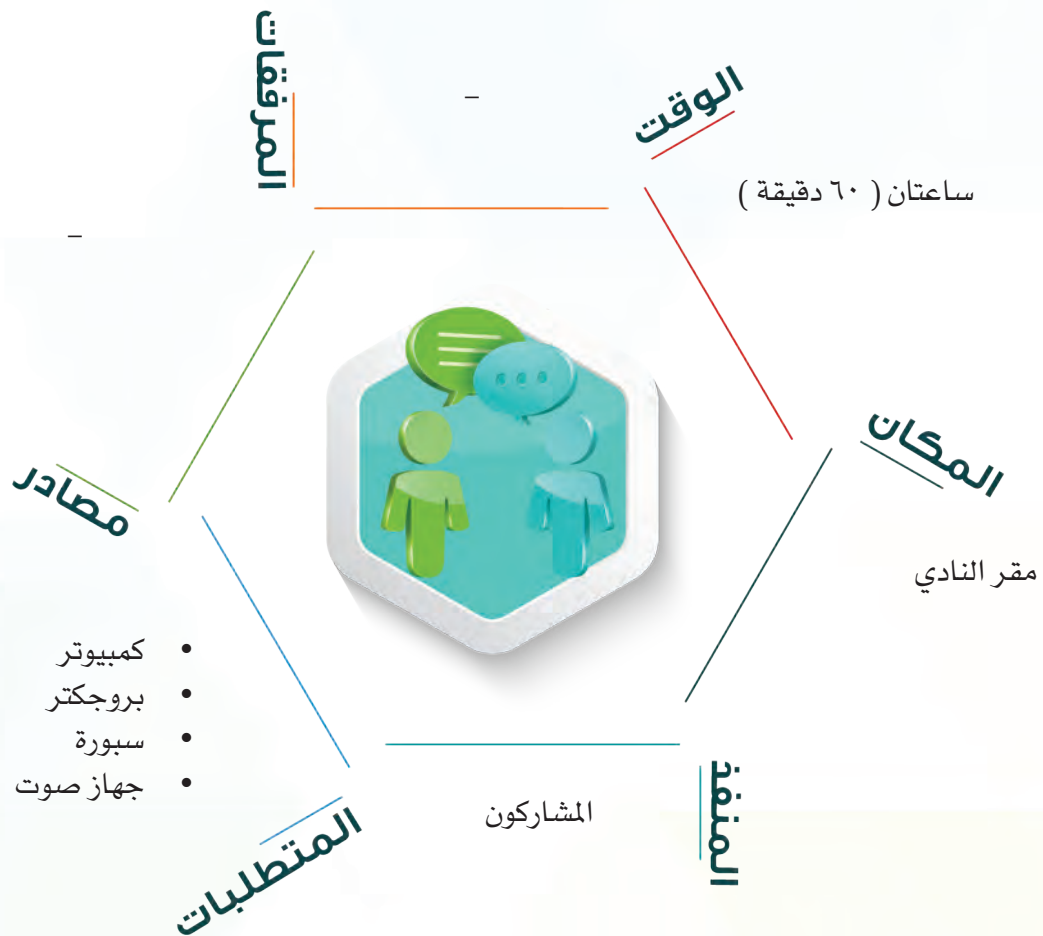 المرفقات
–
الوقت
ساعتان ( ٦٠ دقيقة )
المكان
مقر النادي
المنفذ
المشاركون
المتطلبات
• كمبيوتر
• بروجكتر
• سبورة
• جهاز صوت
مصادر
–